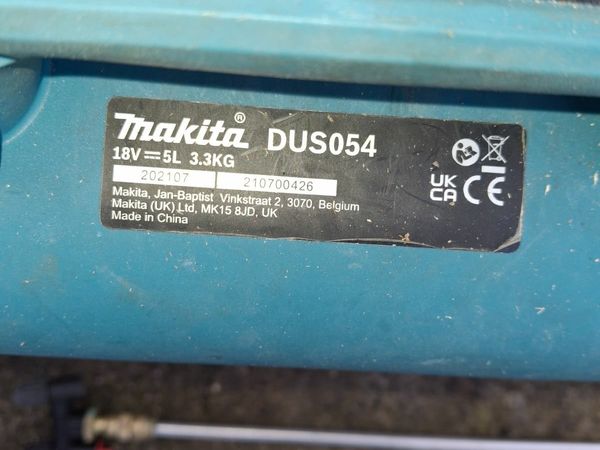 makita® DUS054
18V⎓5L 3.3KG
202107 210700426
Makita, Jan-Baptist Vinkstraat 2, 3070, Belgium
Makita (UK) Ltd, MK15 8JD, UK
Made in China
UK
CA CE